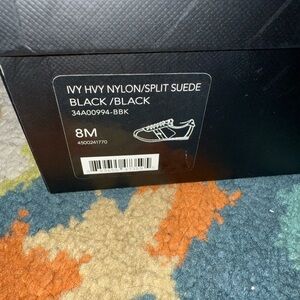 IVY HVY NYLON/SPLIT SUEDE
BLACK /BLACK
34A00994-BBK
8M
4500241770